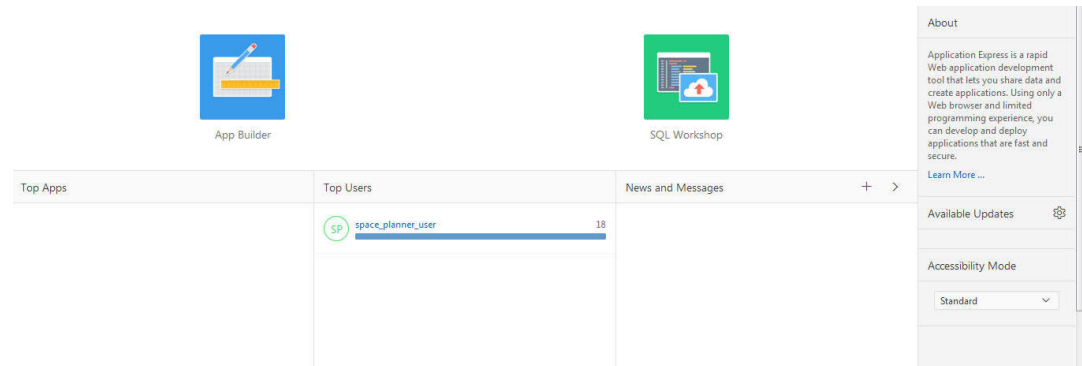 App Builder
SQL Workshop
Top Apps
Top Users
SP
space_planner_user
18
News and Messages
About
Application Express is a rapid
Web application development
tool that lets you share data and
create applications. Using only a
Web browser and limited
programming experience, you
can develop and deploy
applications that are fast and
secure.
Learn More ...
Available Updates
Accessibility Mode
Standard